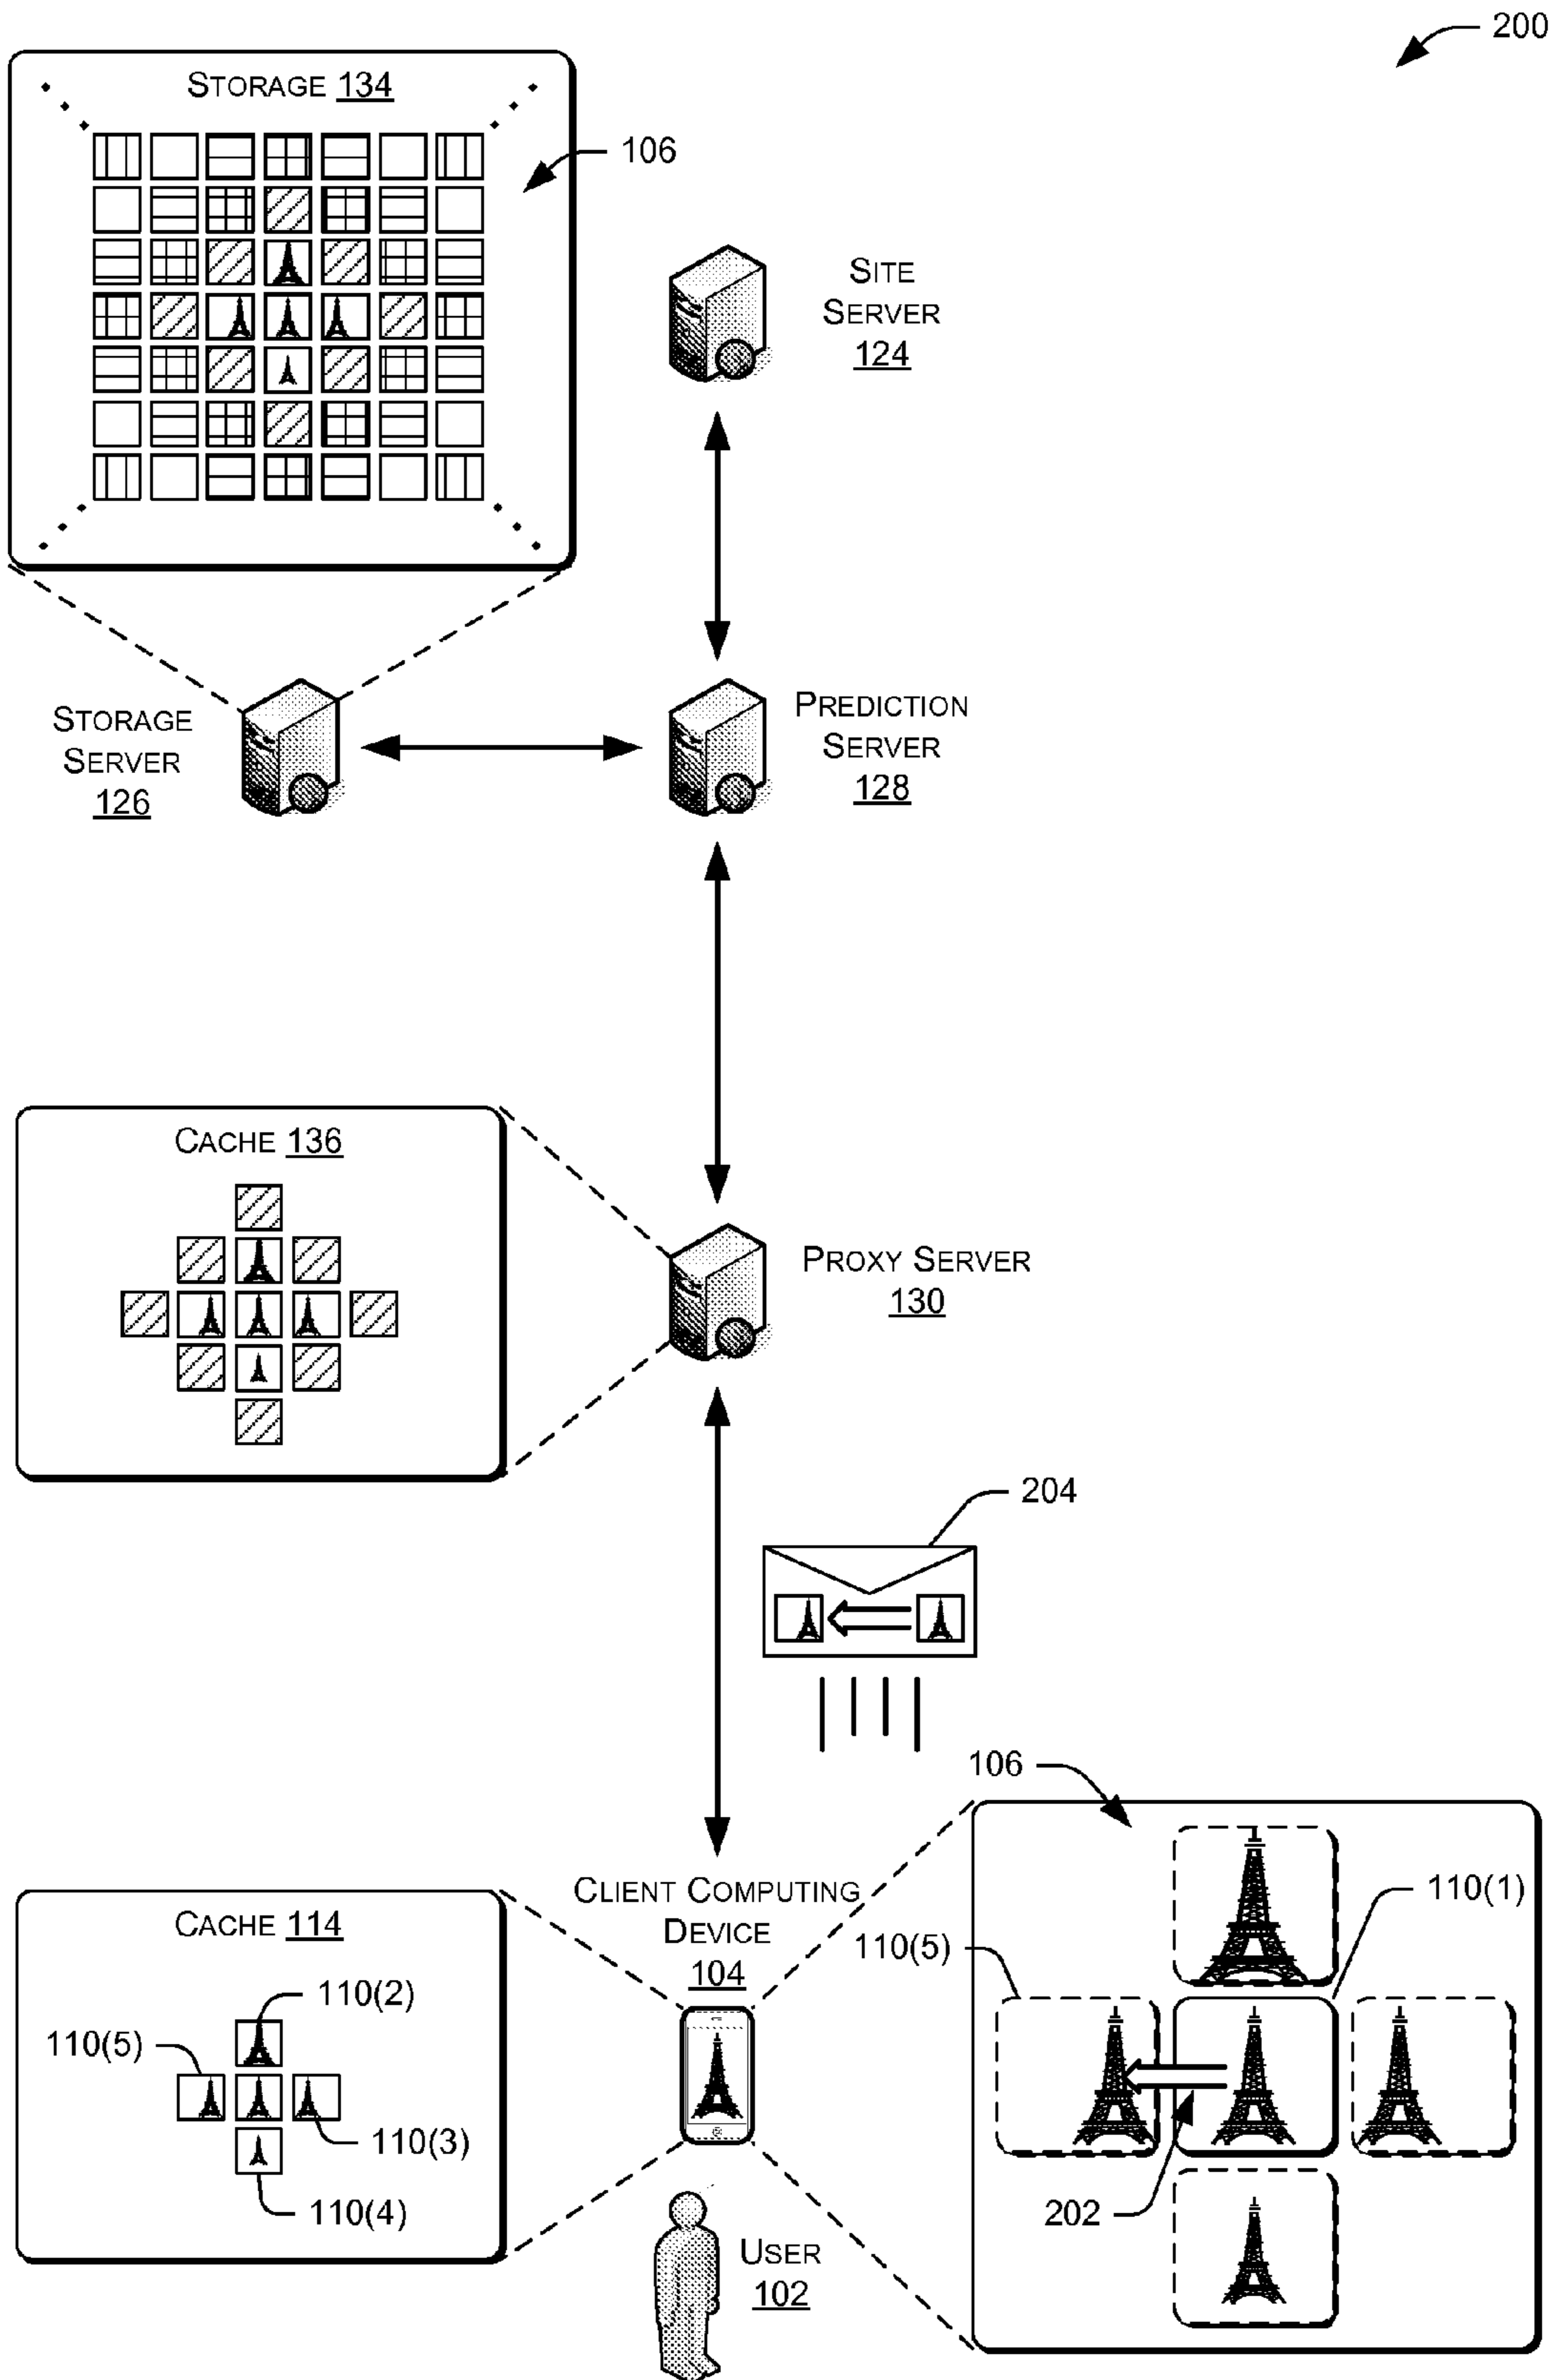 200
STORAGE 134
106
SITE
SERVER
124
STORAGE
SERVER
126
PREDICTION
SERVER
128
CACHE 136
PROXY SERVER
130
204
106
CLIENT COMPUTING
DEVICE
104
110(1)
110(5)
CACHE 114
110(2)
110(5)
110(3)
110(4)
202
USER
102